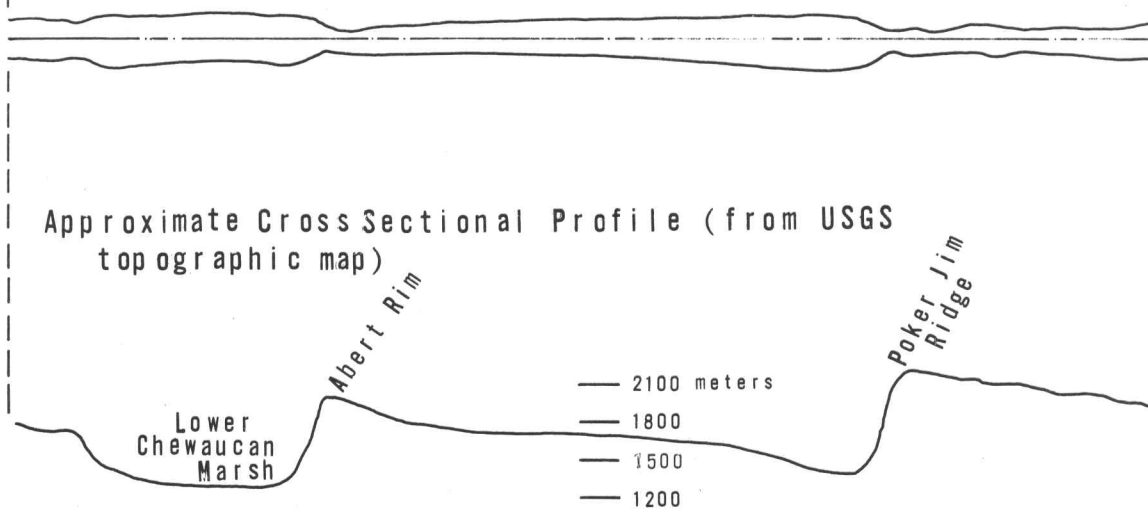 Approximate Cross Sectional Profile (from USGS
topographic map)
Abert Rim
Poker Jim
Ridge
Lower
Chewaucan
Marsh
2100 meters
1800
1500
1200